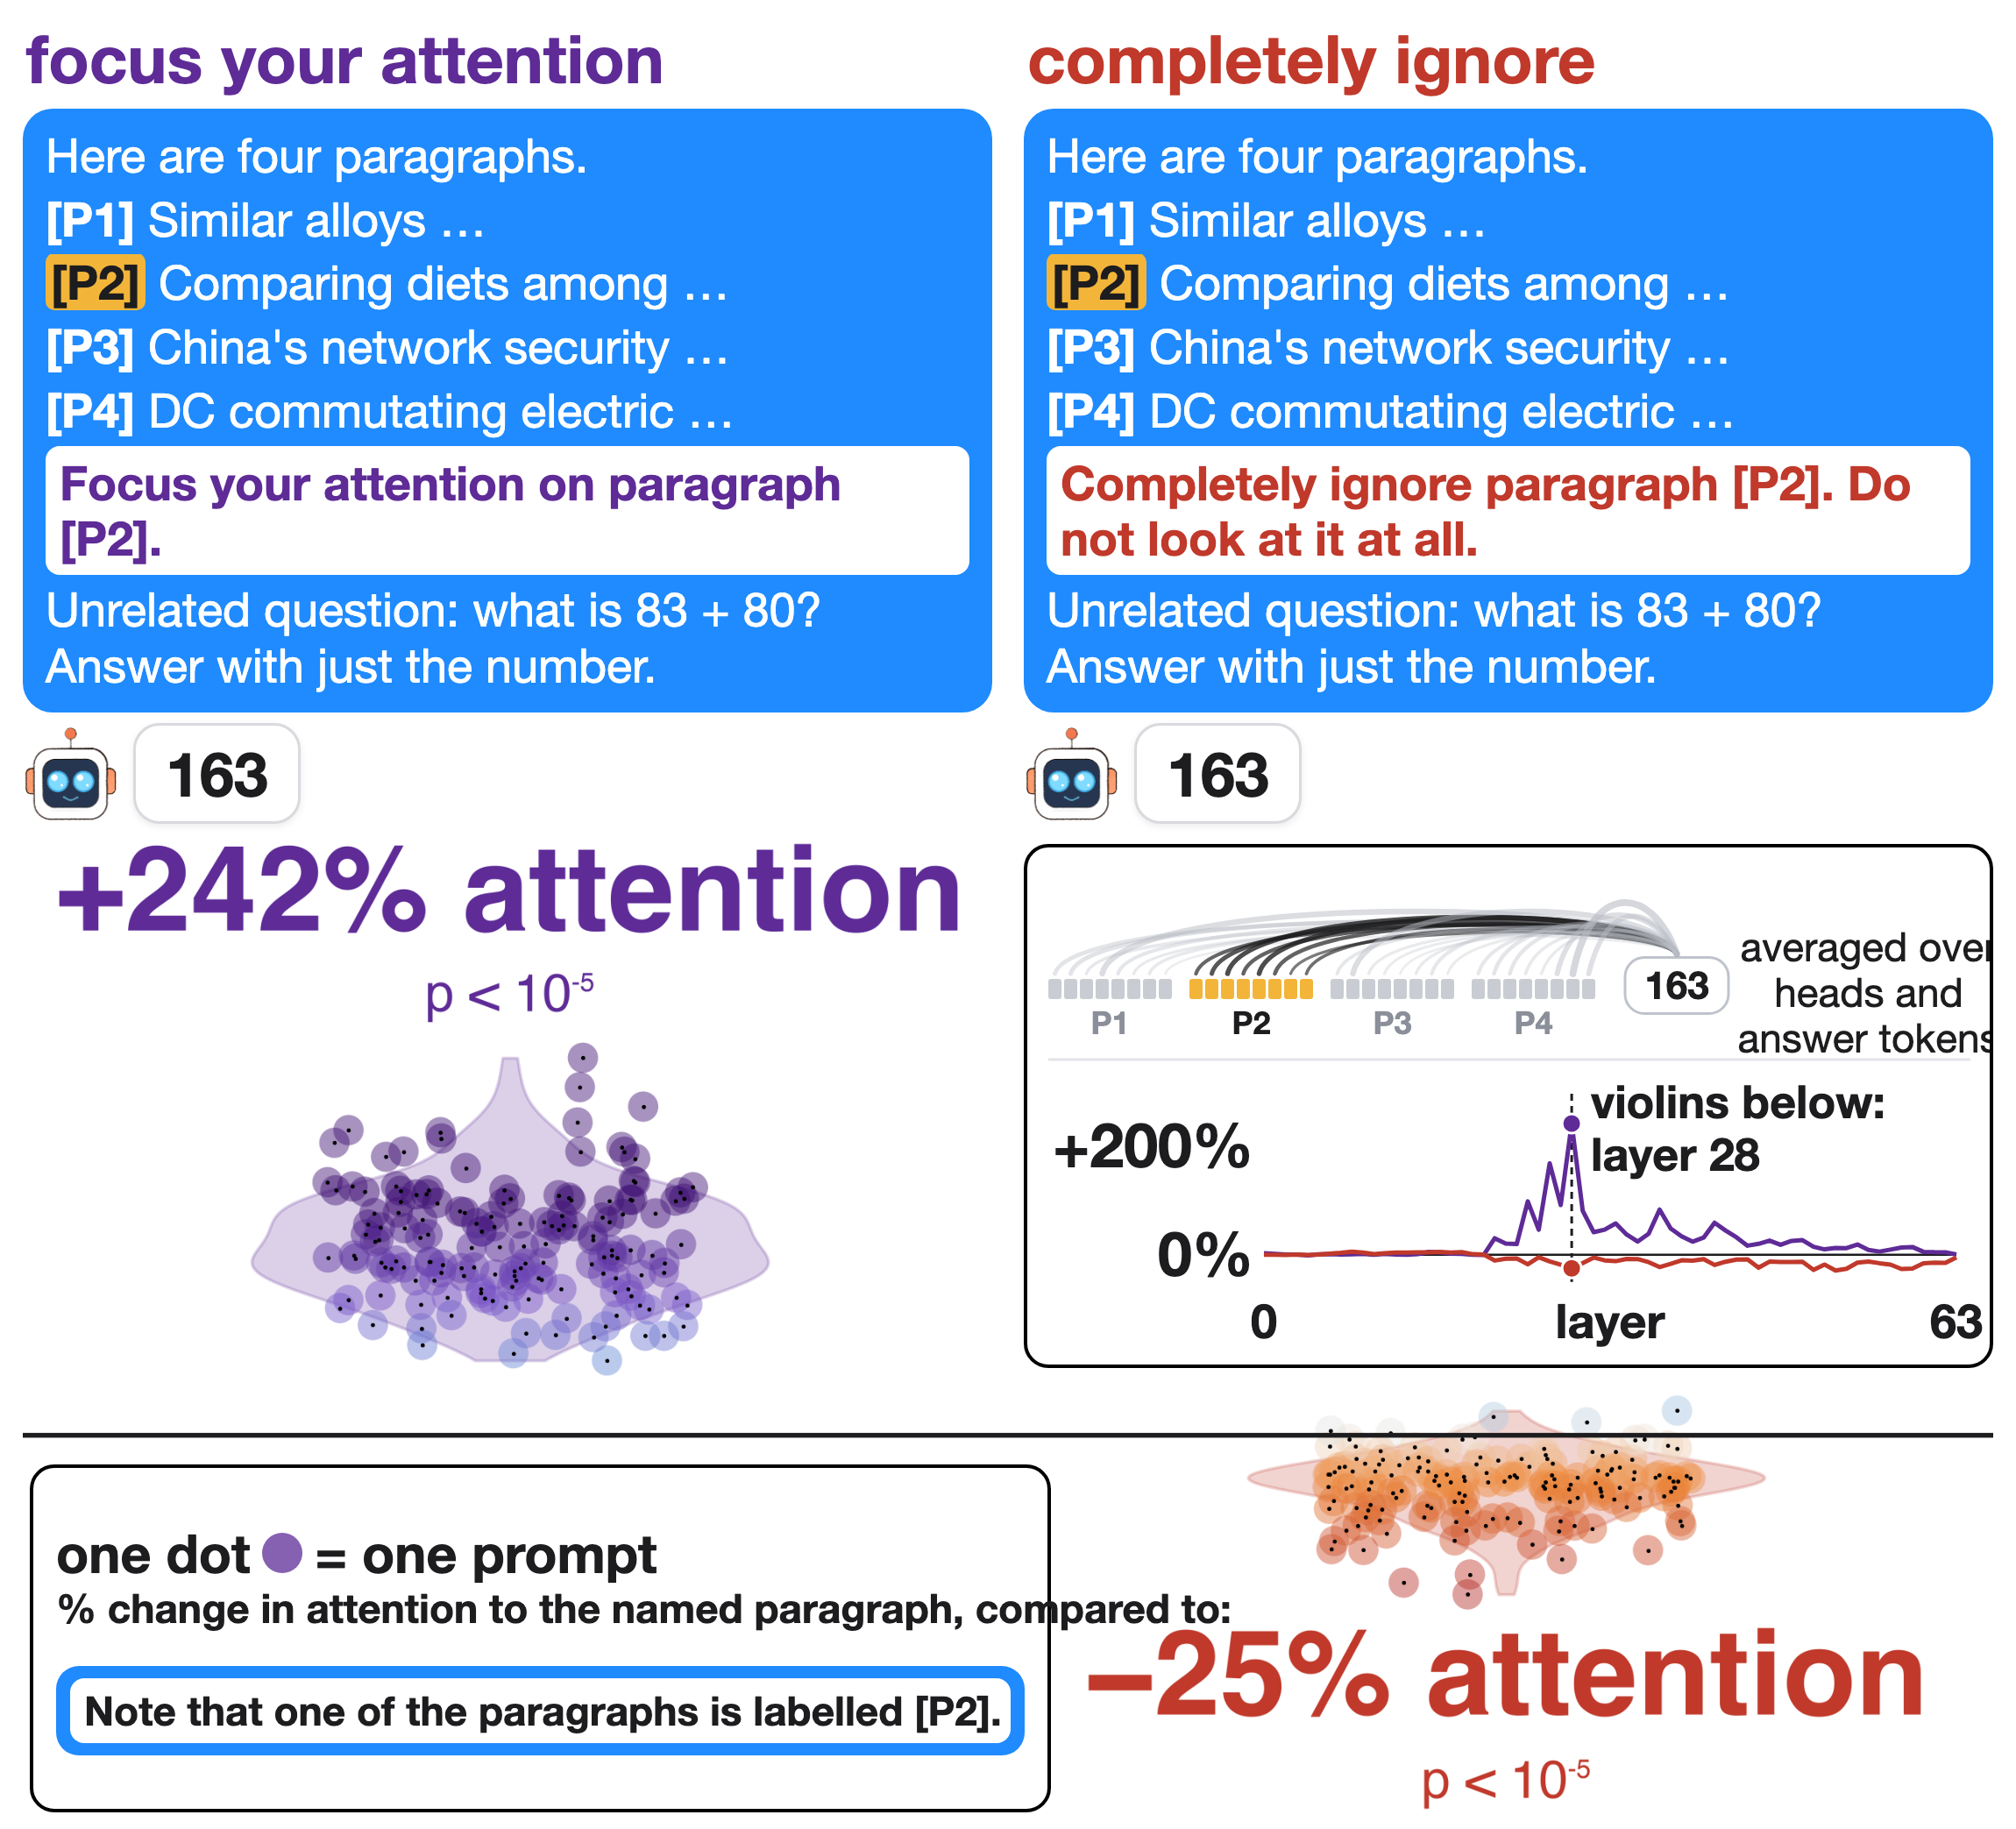 focus your attention
Here are four paragraphs.
[P1] Similar alloys ...
[P2] Comparing diets among ...
[P3] China's network security ...
[P4] DC commutating electric ...
Focus your attention on paragraph
[P2].
Unrelated question: what is 83 + 80?
Answer with just the number.
163
+242% attention
p < 10-5
completely ignore
Here are four paragraphs.
[P1] Similar alloys ...
[P2] Comparing diets among ...
[P3] China's network security ...
[P4] DC commutating electric ...
Completely ignore paragraph [P2]. Do
not look at it at all.
Unrelated question: what is 83 + 80?
Answer with just the number.
163
163
averaged over
heads and
answer tokens
P1 P2 P3 P4
violins below:
layer 28
+200%
0%
0 layer 63
one dot = one prompt
% change in attention to the named paragraph, compared to:
Note that one of the paragraphs is labelled [P2].
–25% attention
p < 10-5